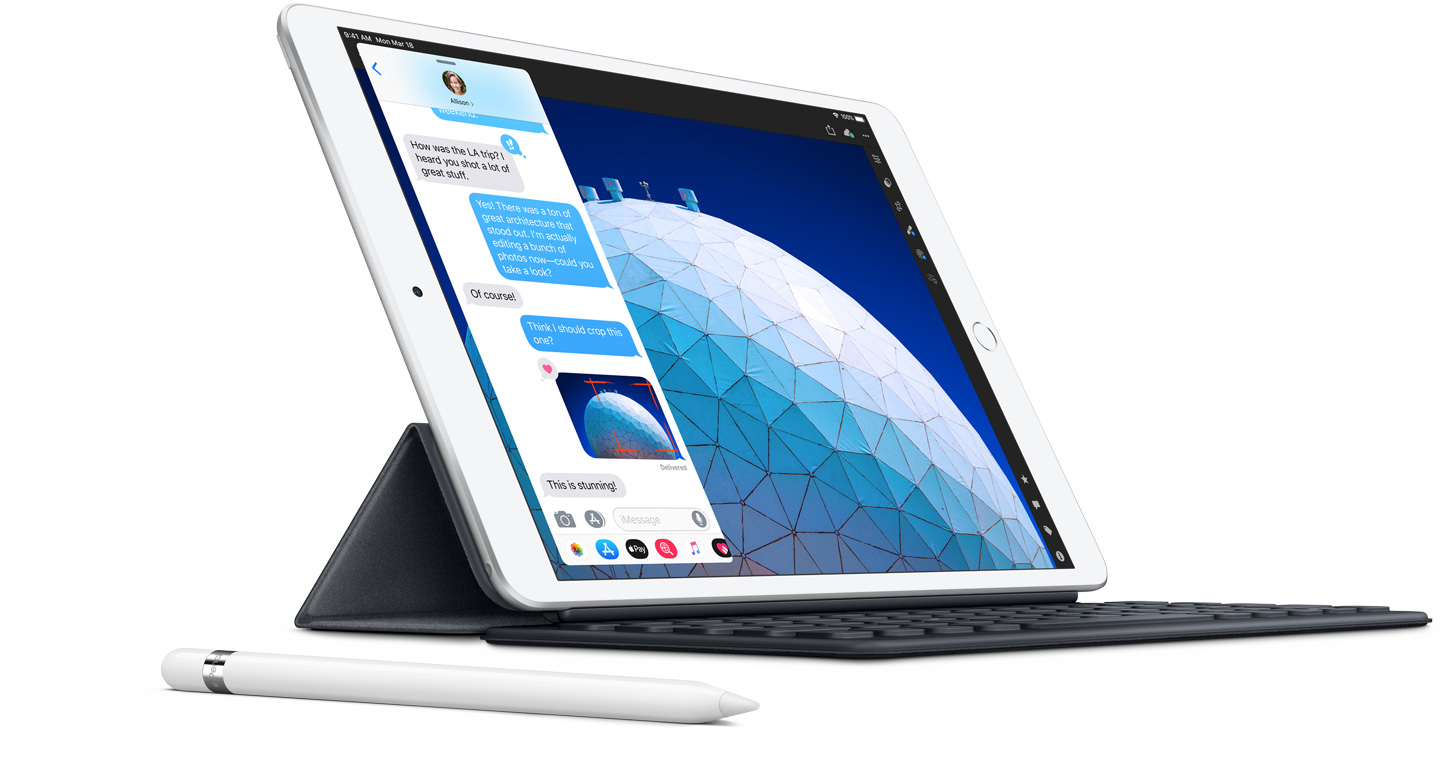 9:41 AM Mon Mar 18
100%
Allison >
weekend.
How was the LA trip? I
heard you shot a lot of
great stuff.
Yes! There was a ton of
great architecture that
stood out. I'm actually
editing a bunch of
photos now—could you
take a look?
Of course!
Think I should crop this
one?
Delivered
This is stunning!
iMessage
Pay